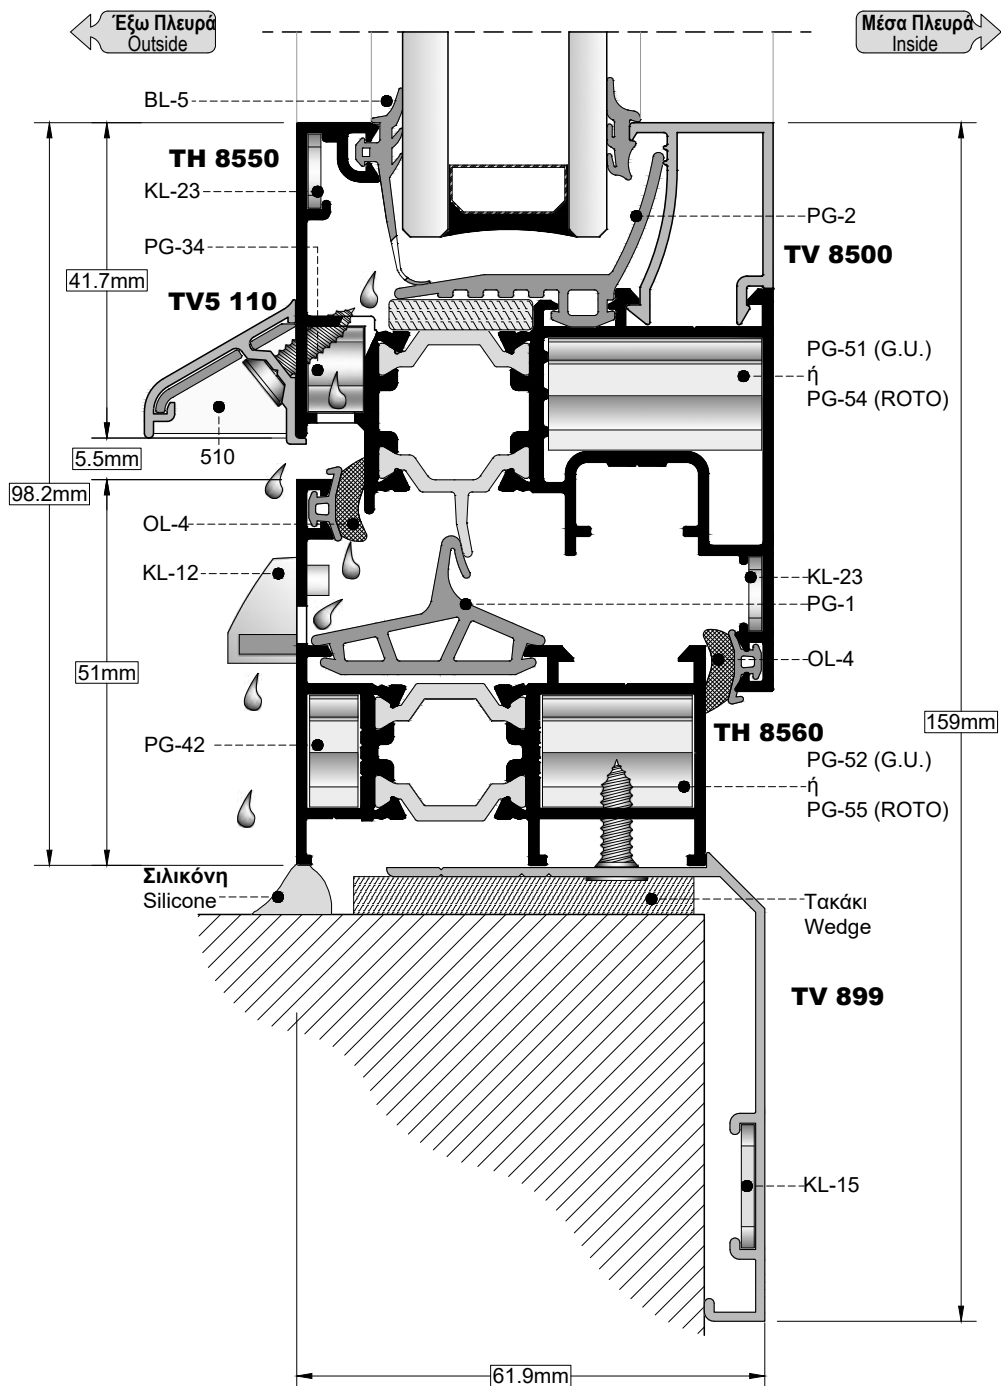 Έξω Πλευρά
Outside
Μέσα Πλευρά
Inside
BL-5
TH 8550
KL-23
PG-2
PG-34
TV 8500
41.7mm
TV5 110
PG-51 (G.U.)
ή
PG-54 (ROTO)
510
5.5mm
98.2mm
OL-4
KL-12
KL-23
PG-1
OL-4
51mm
159mm
TH 8560
PG-42
PG-52 (G.U.)
ή
PG-55 (ROTO)
Σιλικόνη
Silicone
Τακάκι
Wedge
TV 899
KL-15
61.9mm